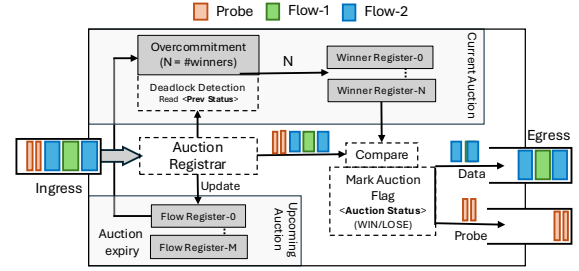 Probe Flow-1 Flow-2
Overcommitment
(N = #winners)
Deadlock Detection
Read <Prev Status>
N
Winner Register-0
Winner Register-N
Current
Auction
Ingress
Auction
Registrar
Update
Compare
Mark Auction
Flag
<Auction Status>
(WIN/LOSE)
Egress
Data
Probe
Auction
expiry
Flow Register-0
Flow Register-M
Upcoming
Auction